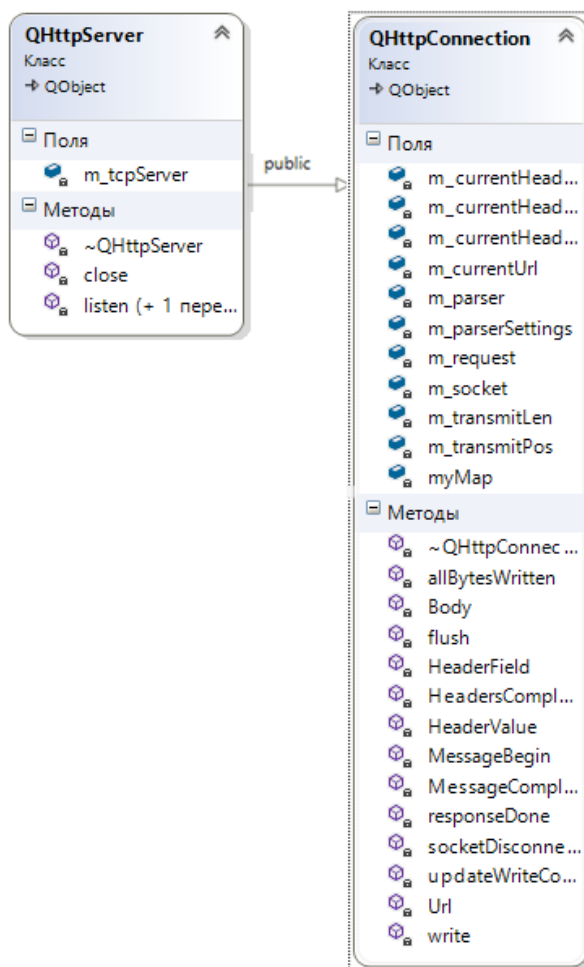 QHttpServer
Класс
QObject
Поля
m_tcpServer
Методы
~QHttpServer
close
listen (+ 1 пере...
public
QHttpConnection
Класс
QObject
Поля
m_currentHead...
m_currentHead...
m_currentHead...
m_currentUrl
m_parser
m_parserSettings
m_request
m_socket
m_transmitLen
m_transmitPos
myMap
Методы
~QHttpConnec ...
allBytesWritten
Body
flush
HeaderField
HeadersCompl...
HeaderValue
MessageBegin
MessageCompl...
responseDone
socketDisconne...
updateWriteCo...
Url
write